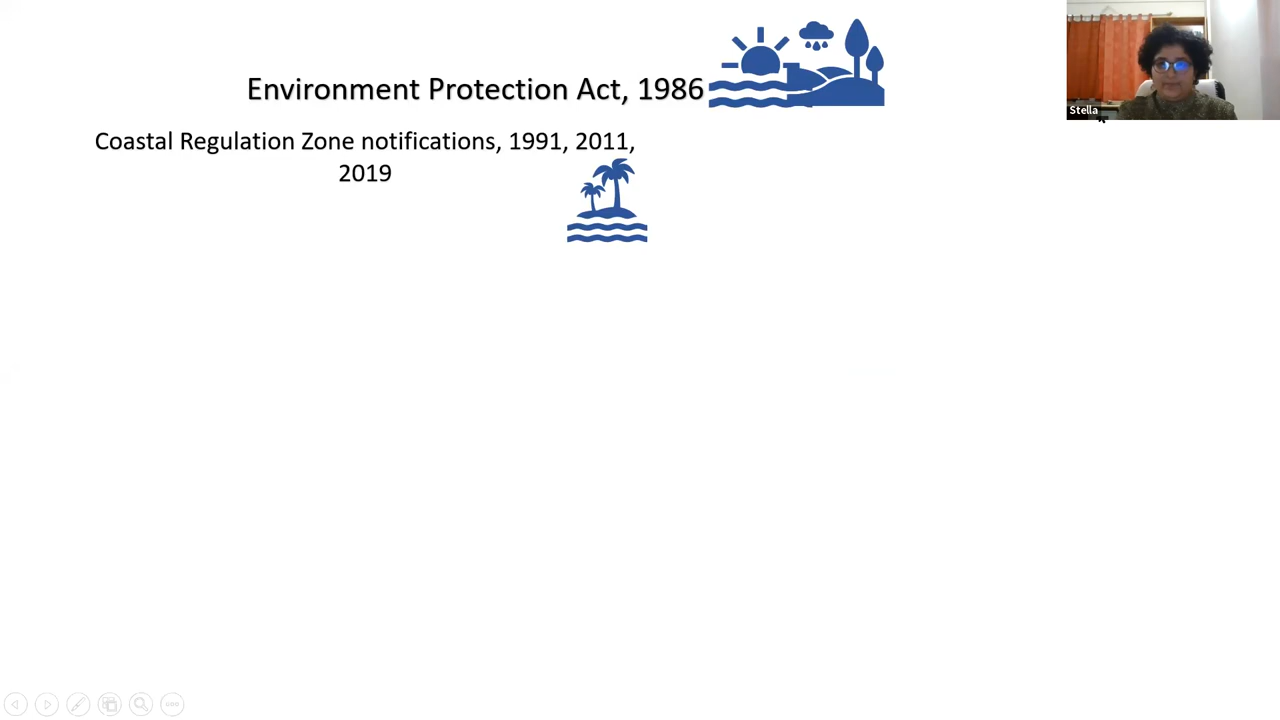 Environment Protection Act, 1986
Coastal Regulation Zone notifications, 1991, 2011,
2019
Stella